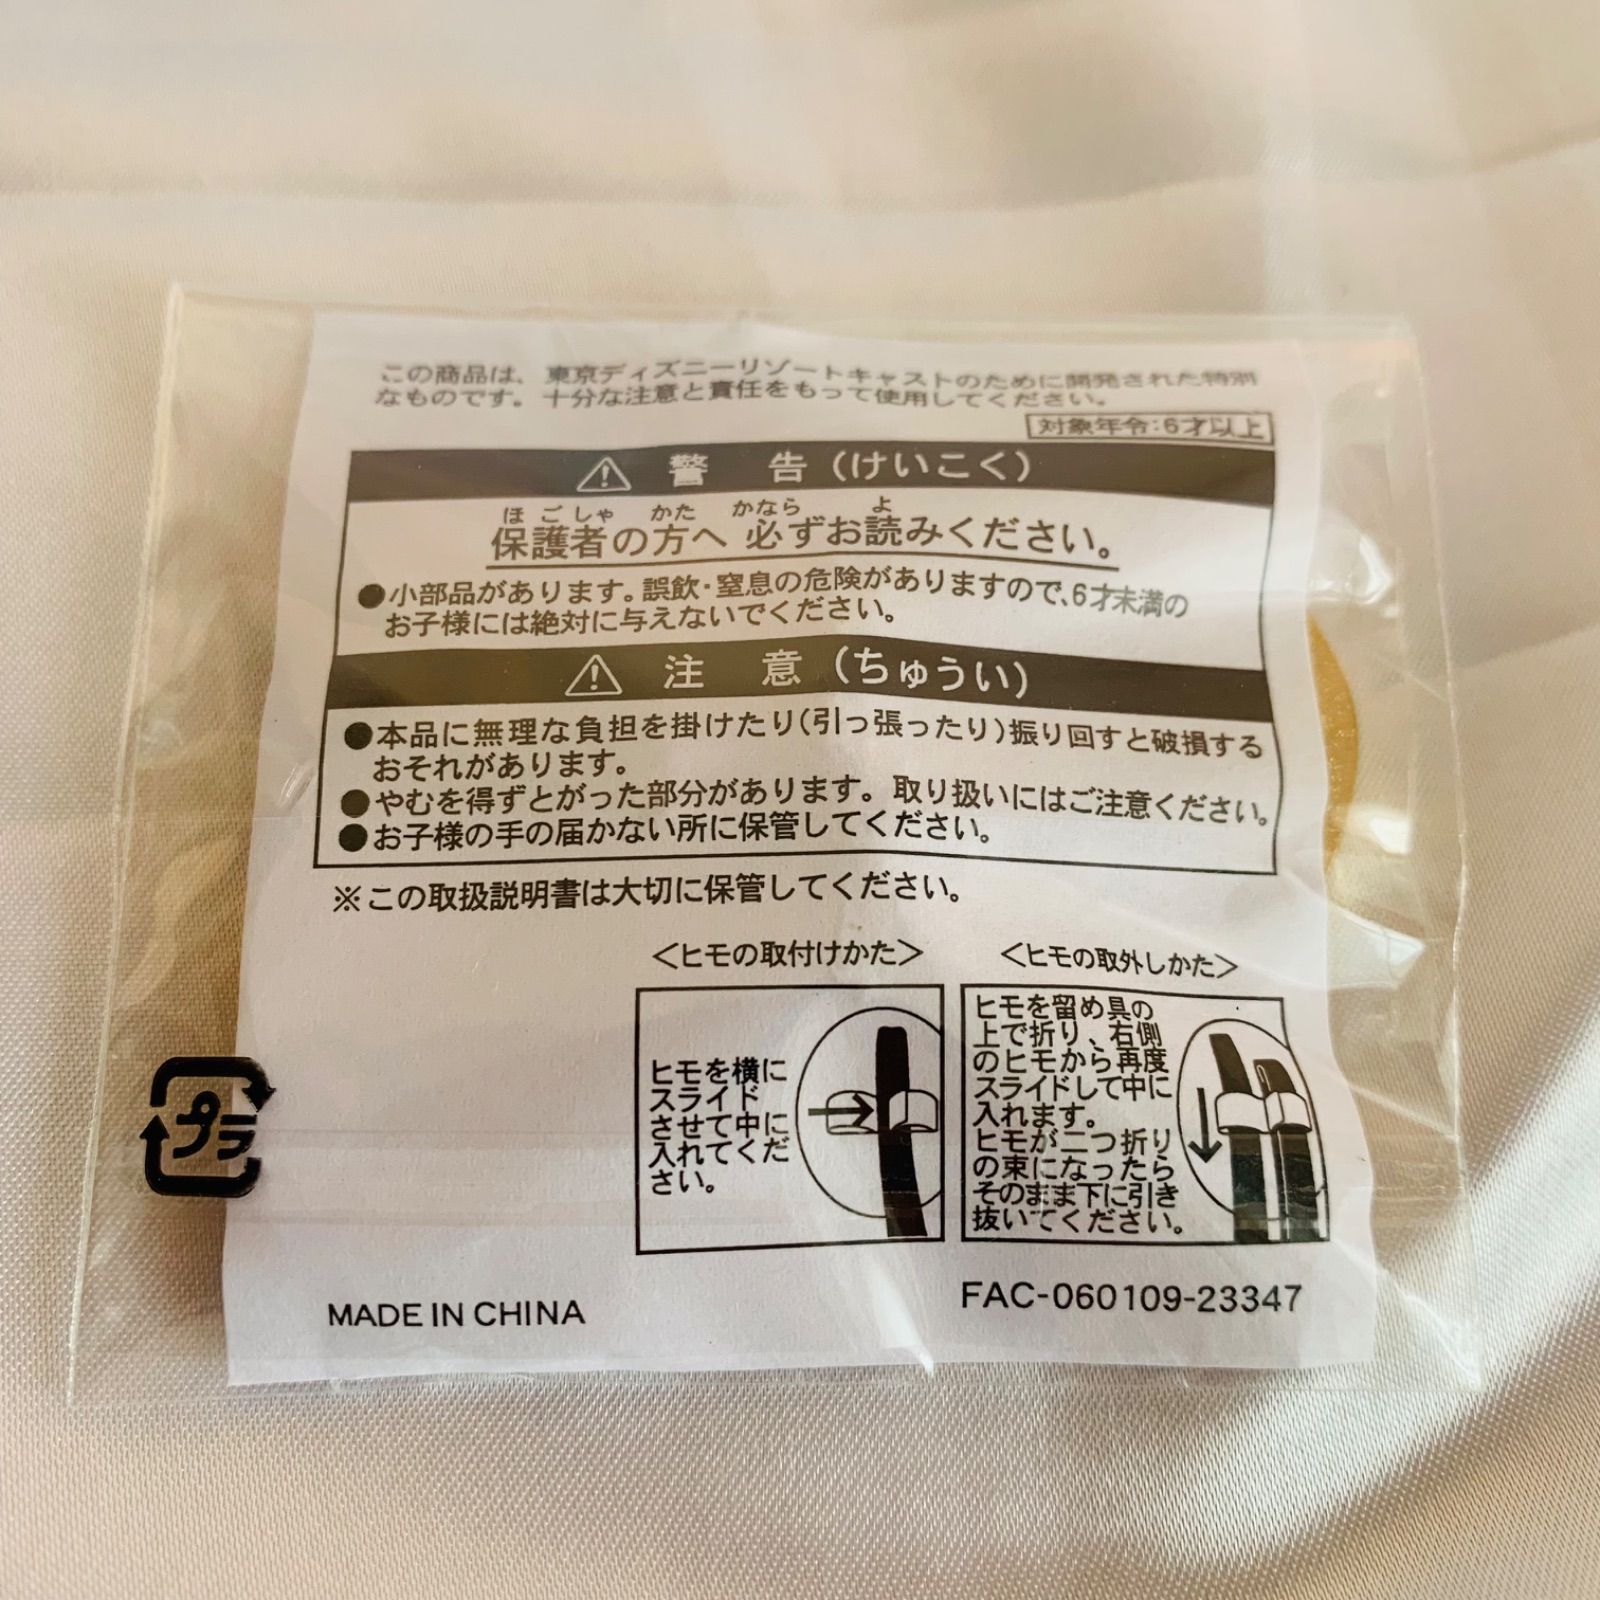 この商品は、東京ディズニーリゾートキャストのために開発された特別
なものです。十分な注意と責任をもって使用してください。
対象年令:6才以上
警 告(けいこく)
ほごしゃ かた かなら よ
保護者の方へ 必ずお読みください。
●小部品があります。誤飲・窒息の危険がありますので、6才未満の
お子様には絶対に与えないでください。
注 意(ちゅうい)
●本品に無理な負担を掛けたり(引っ張ったり)振り回すと破損する
おそれがあります。
●やむを得ずとがった部分があります。取り扱いにはご注意ください。
●お子様の手の届かない所に保管してください。
※この取扱説明書は大切に保管してください。
<ヒモの取付けかた>
ヒモを横に
スライド
させて中に
入れてくだ
さい。
<ヒモの取外しかた>
ヒモを留め具の
上で折り、右側
のヒモから再度
スライドして中に
入れます。
ヒモが二つ折り
の束になったら
そのまま下に引き
抜いてください。
プラ
MADE IN CHINA
FAC-060109-23347